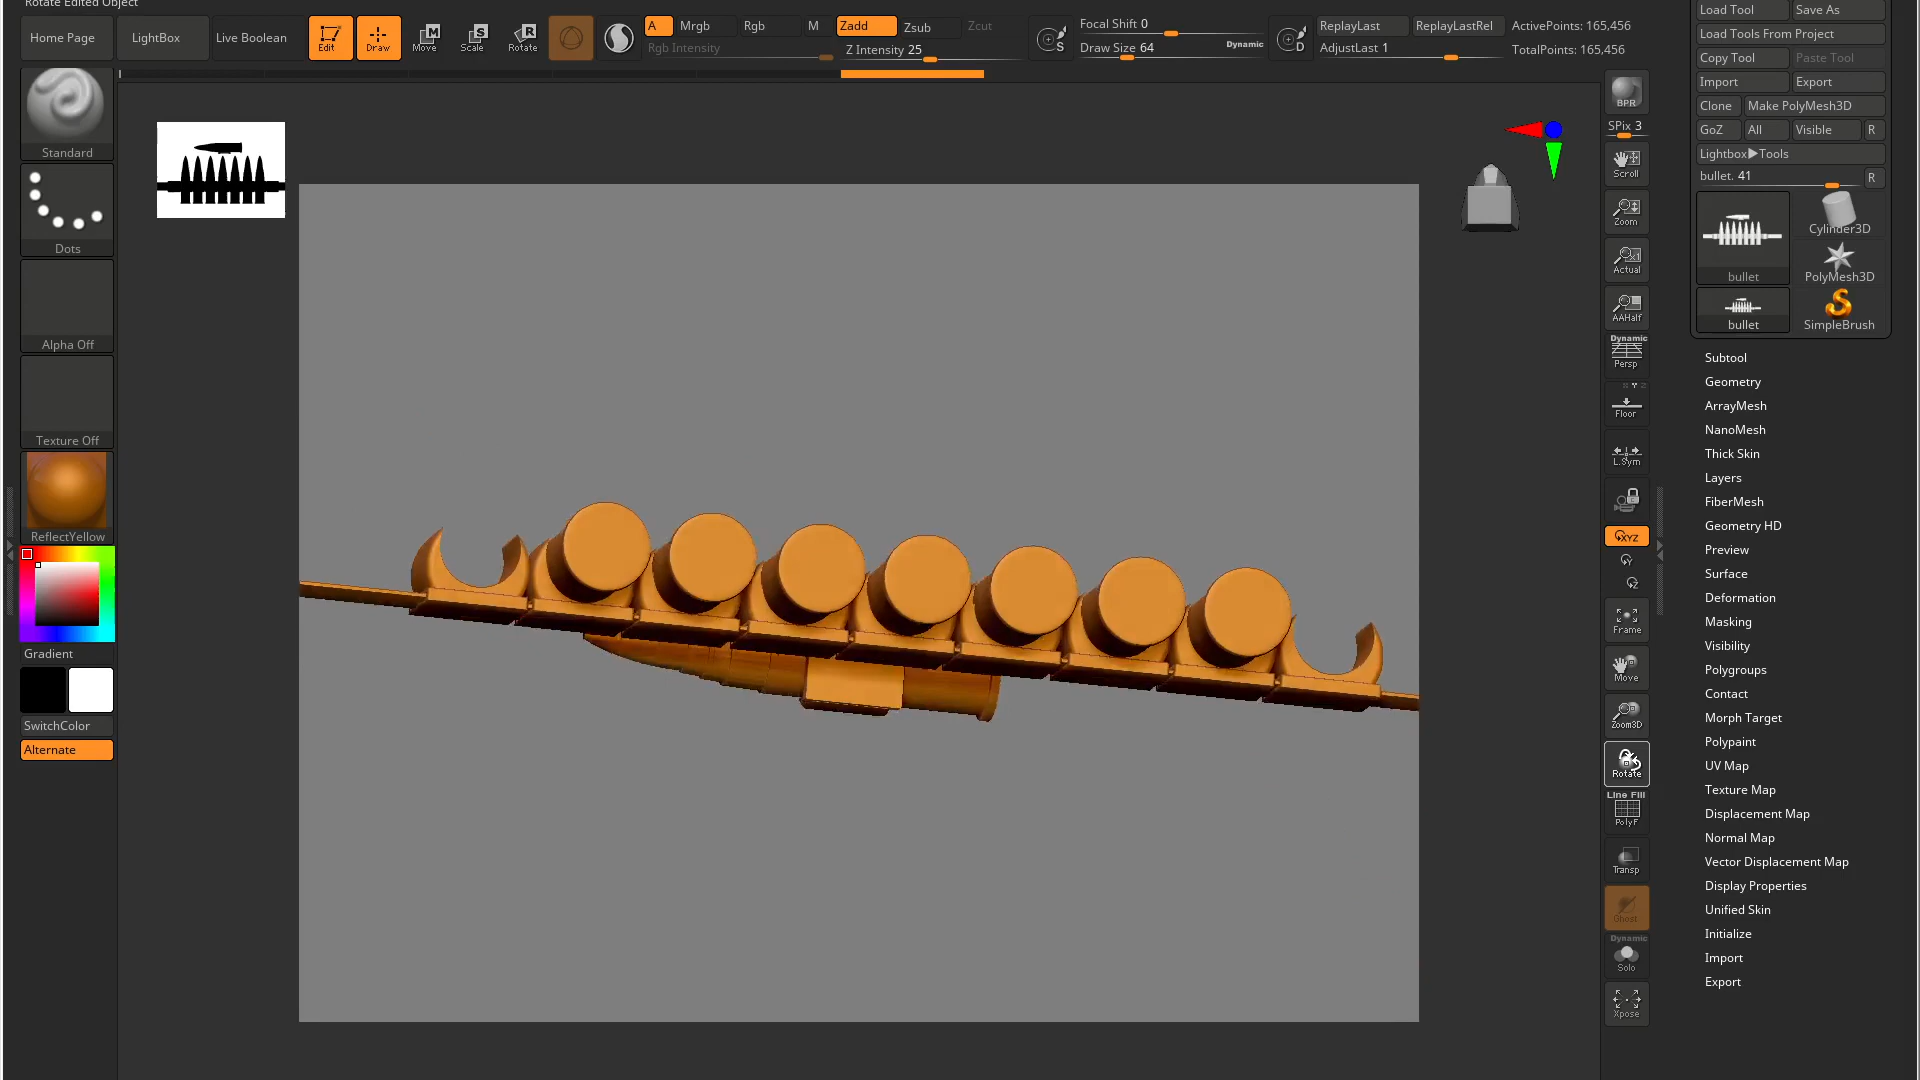 Rotate Edited Object
Home Page
LightBox
Live Boolean
Edit
Draw
M
Move
S
Scale
R
Rotate
A
Mrgb
Rgb
M
Rgb Intensity
Zadd
Zsub
Zcut
Z Intensity 25
S
Focal Shift 0
Draw Size 64
Dynamic
D
ReplayLast
ReplayLastRel
AdjustLast 1
ActivePoints: 165,456
TotalPoints: 165,456
Standard
Dots
Alpha Off
Texture Off
ReflectYellow
Gradient
SwitchColor
Alternate
BPR
SPix 3
Scroll
Zoom
Actual
AAHalf
Dynamic
Persp
Floor
L.Sym
XYZ
Y
Z
Frame
Move
Zoom3D
Rotate
Line Fill
PolyF
Transp
Ghost
Dynamic
Solo
Xpose
Load Tool
Save As
Load Tools From Project
Copy Tool
Paste Tool
Import
Export
Clone
Make PolyMesh3D
GoZ
All
Visible
R
Lightbox▶Tools
bullet. 41
R
bullet
Cylinder3D
PolyMesh3D
bullet
SimpleBrush
Subtool
Geometry
ArrayMesh
NanoMesh
Thick Skin
Layers
FiberMesh
Geometry HD
Preview
Surface
Deformation
Masking
Visibility
Polygroups
Contact
Morph Target
Polypaint
UV Map
Texture Map
Displacement Map
Normal Map
Vector Displacement Map
Display Properties
Unified Skin
Initialize
Import
Export